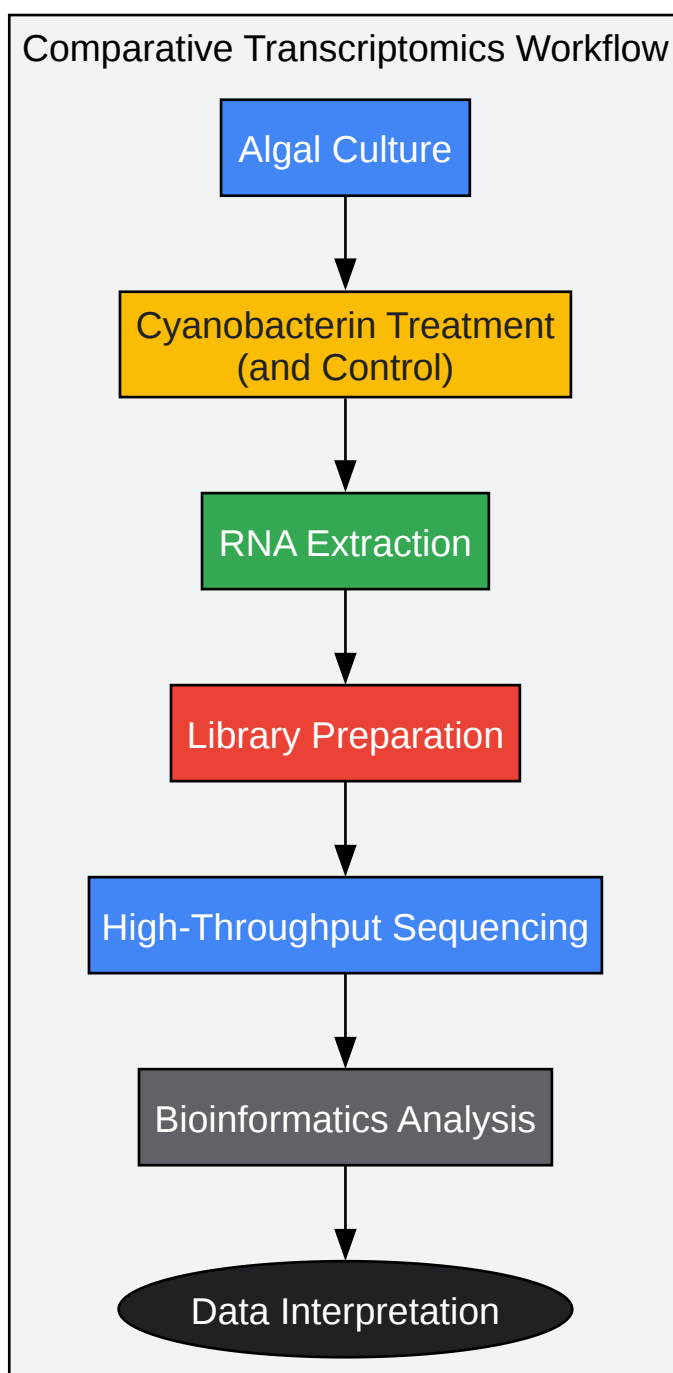 Comparative Transcriptomics Workflow
Algal Culture
Cyanobacterin Treatment
(and Control)
RNA Extraction
Library Preparation
High-Throughput Sequencing
Bioinformatics Analysis
Data Interpretation